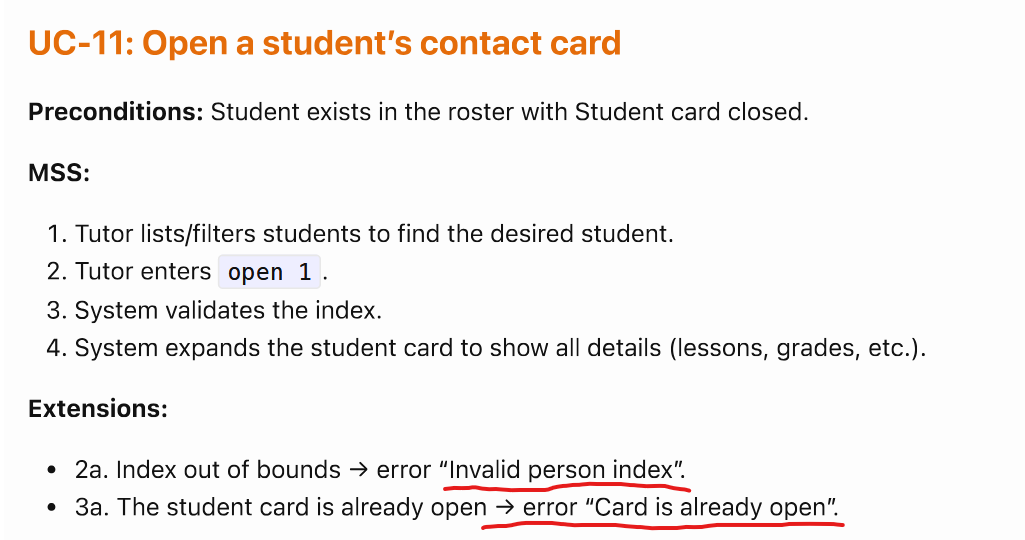 UC-11: Open a student’s contact card
Preconditions: Student exists in the roster with Student card closed.
MSS:
1. Tutor lists/filters students to find the desired student.
2. Tutor enters open 1.
3. System validates the index.
4. System expands the student card to show all details (lessons, grades, etc.).
Extensions:
• 2a. Index out of bounds → error “Invalid person index”.
• 3a. The student card is already open → error “Card is already open”.